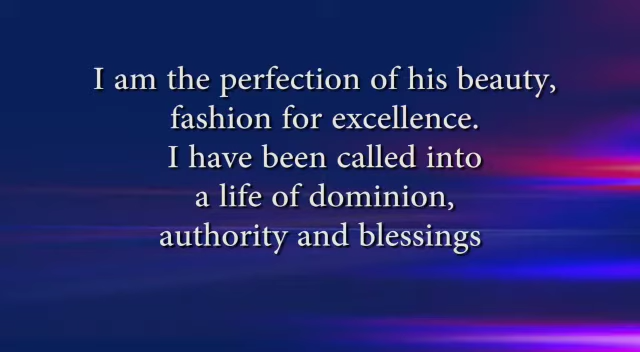 I am the perfection of his beauty,
fashion for excellence.
I have been called into
a life of dominion,
authority and blessings